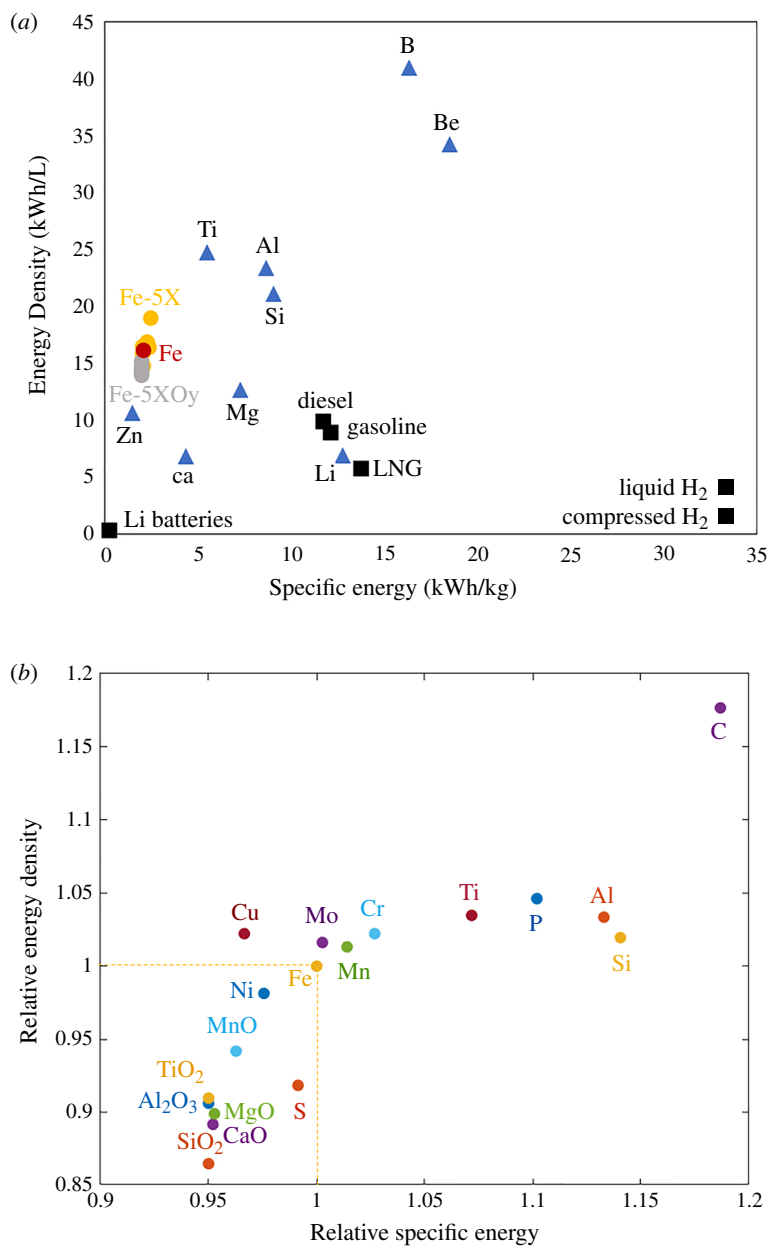 (a)
45
40
35
30
25
20
15
10
5
0
Energy Density (kWh/L)
B
Be
Ti
Al
Si
Fe-5X
Fe
Fe-5XOy
Zn
ca
Mg
diesel
gasoline
Li
LNG
liquid H₂
compressed H₂
Li batteries
0 5 10 15 20 25 30 35
Specific energy (kWh/kg)
(b)
1.2
1.15
1.10
1.05
1
0.95
0.9
0.85
Relative energy density
C
Cu
Mo
Cr
Ti
P
Al
Si
Fe
Mn
Ni
MnO
TiO₂
Al₂O₃
MgO
S
SiO₂
CaO
0.9 0.95 1 1.05 1.1 1.15 1.2
Relative specific energy